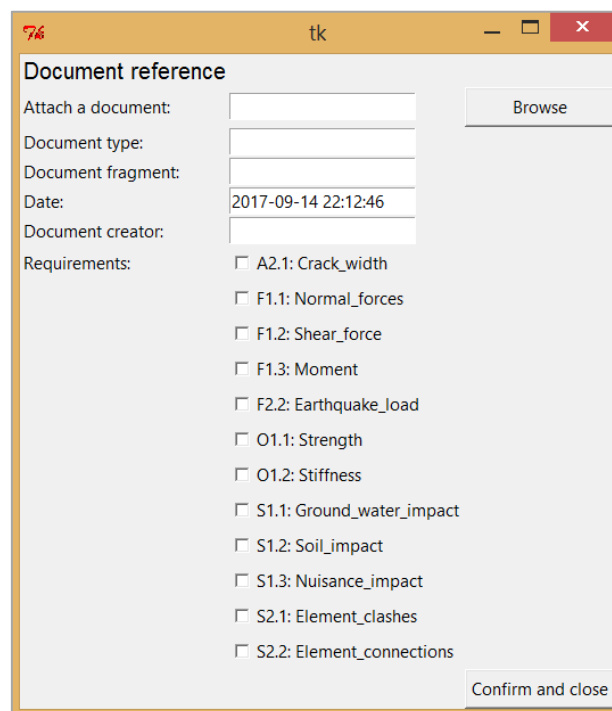 tk
Document reference
Attach a document: Browse
Document type:
Document fragment:
Date: 2017-09-14 22:12:46
Document creator:
Requirements: A2.1: Crack_width
F1.1: Normal_forces
F1.2: Shear_force
F1.3: Moment
F2.2: Earthquake_load
O1.1: Strength
O1.2: Stiffness
S1.1: Ground_water_impact
S1.2: Soil_impact
S1.3: Nuisance_impact
S2.1: Element_clashes
S2.2: Element_connections
Confirm and close